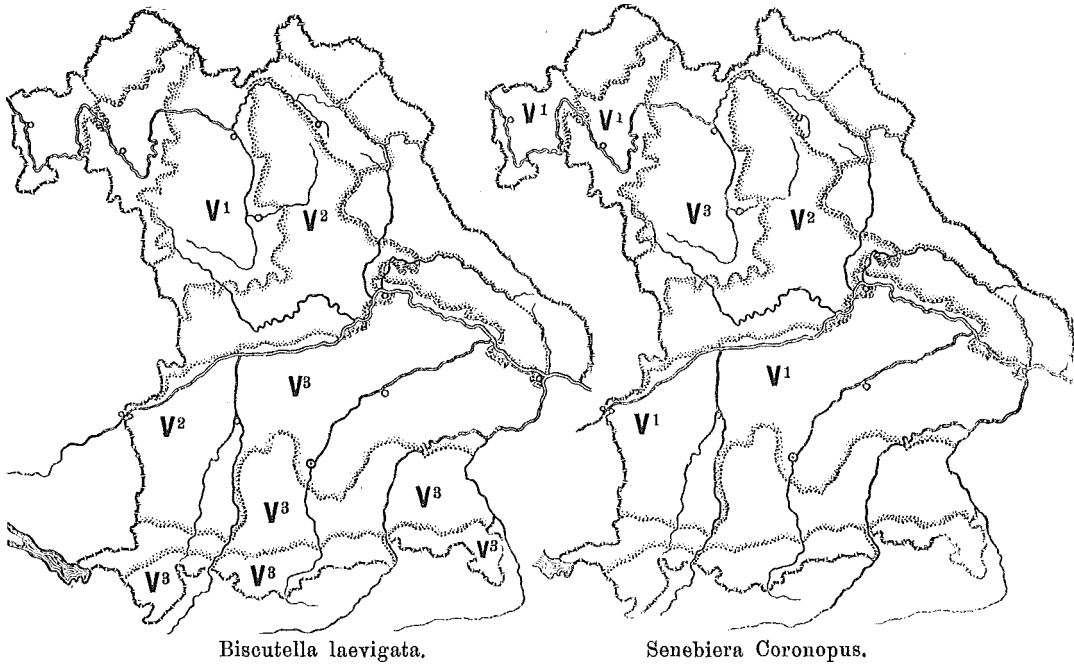 V¹ V²
V³
V²
V³ V³
V³ V³ V³
Biscutella laevigata.
V¹ V¹
V³ V²
V¹
V¹
Senebiera Coronopus.